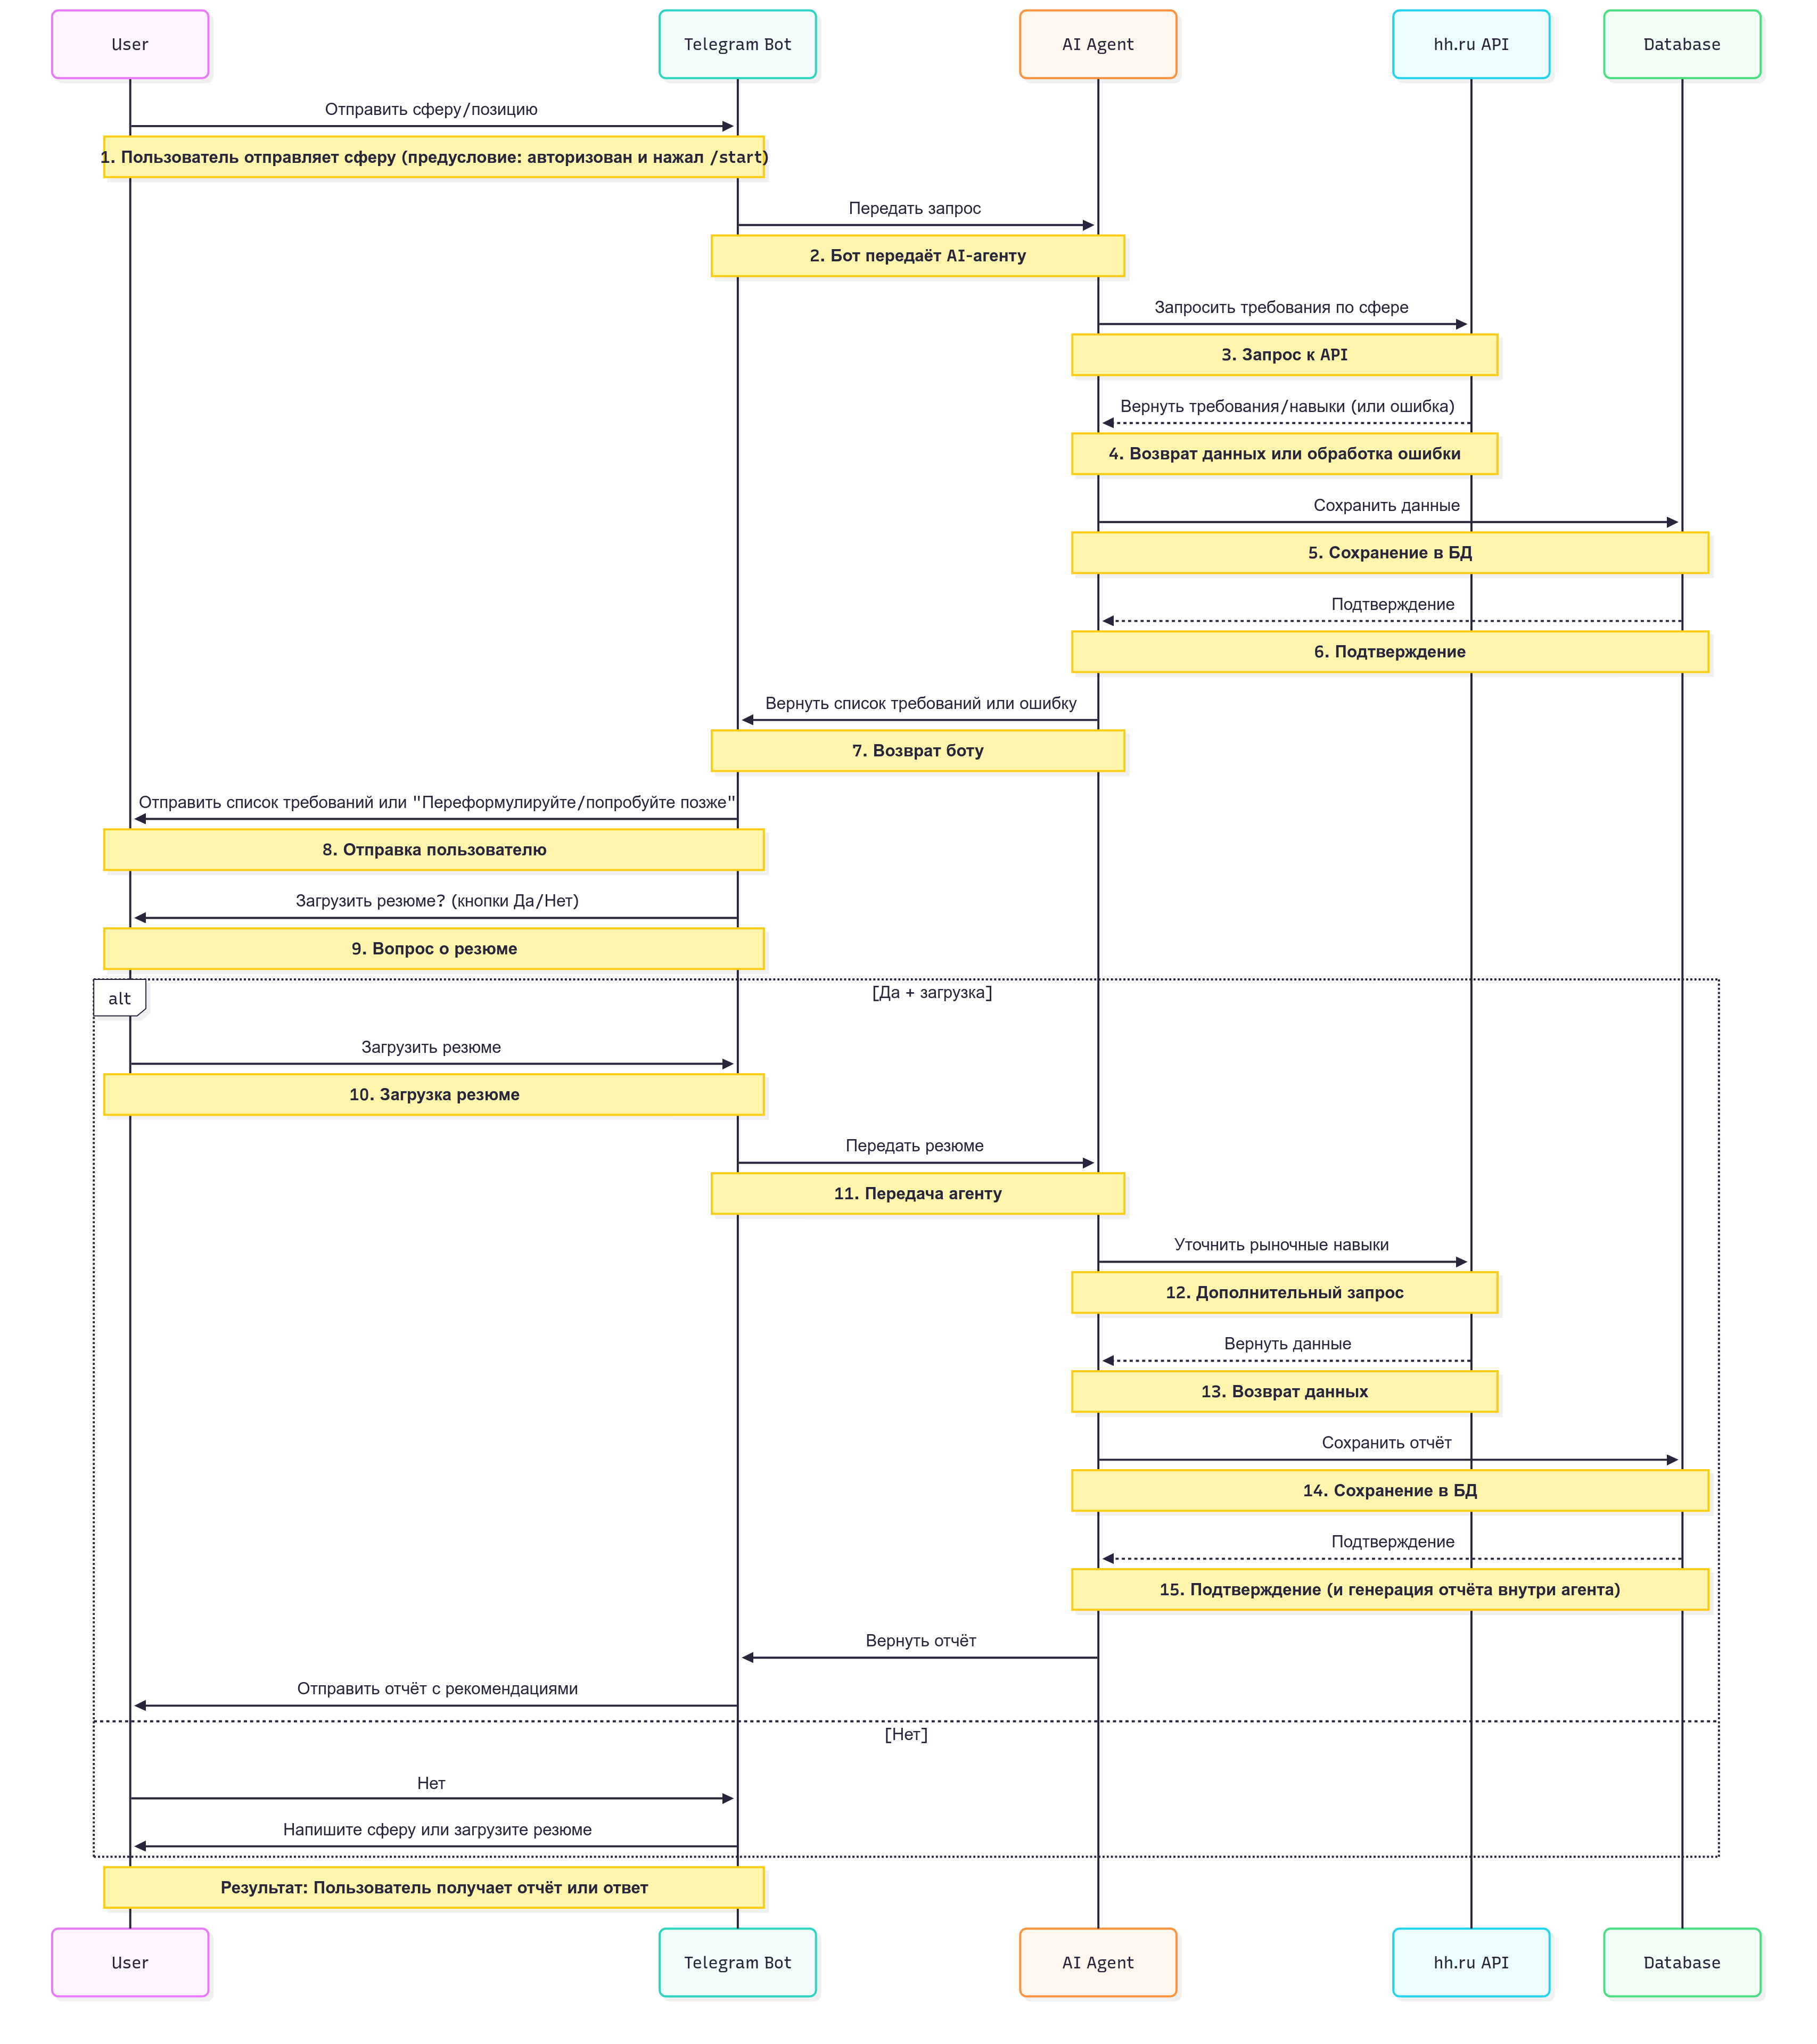 User
Telegram Bot
AI Agent
hh.ru API
Database
Отправить сферу/позицию
1. Пользователь отправляет сферу (предусловие: авторизован и нажал /start)
Передать запрос
2. Бот передаёт AI-агенту
Запросить требования по сфере
3. Запрос к API
Вернуть требования/навыки (или ошибка)
4. Возврат данных или обработка ошибки
Сохранить данные
5. Сохранение в БД
Подтверждение
6. Подтверждение
Вернуть список требований или ошибку
7. Возврат боту
Отправить список требований или "Переформулируйте/попробуйте позже"
8. Отправка пользователю
Загрузить резюме? (кнопки Да/Нет)
9. Вопрос о резюме
alt
[Да + загрузка]
Загрузить резюме
10. Загрузка резюме
Передать резюме
11. Передача агенту
Уточнить рыночные навыки
12. Дополнительный запрос
Вернуть данные
13. Возврат данных
Сохранить отчёт
14. Сохранение в БД
Подтверждение
15. Подтверждение (и генерация отчёта внутри агента)
Вернуть отчёт
Отправить отчёт с рекомендациями
[Нет]
Нет
Напишите сферу или загрузите резюме
Результат: Пользователь получает отчёт или ответ
User
Telegram Bot
AI Agent
hh.ru API
Database